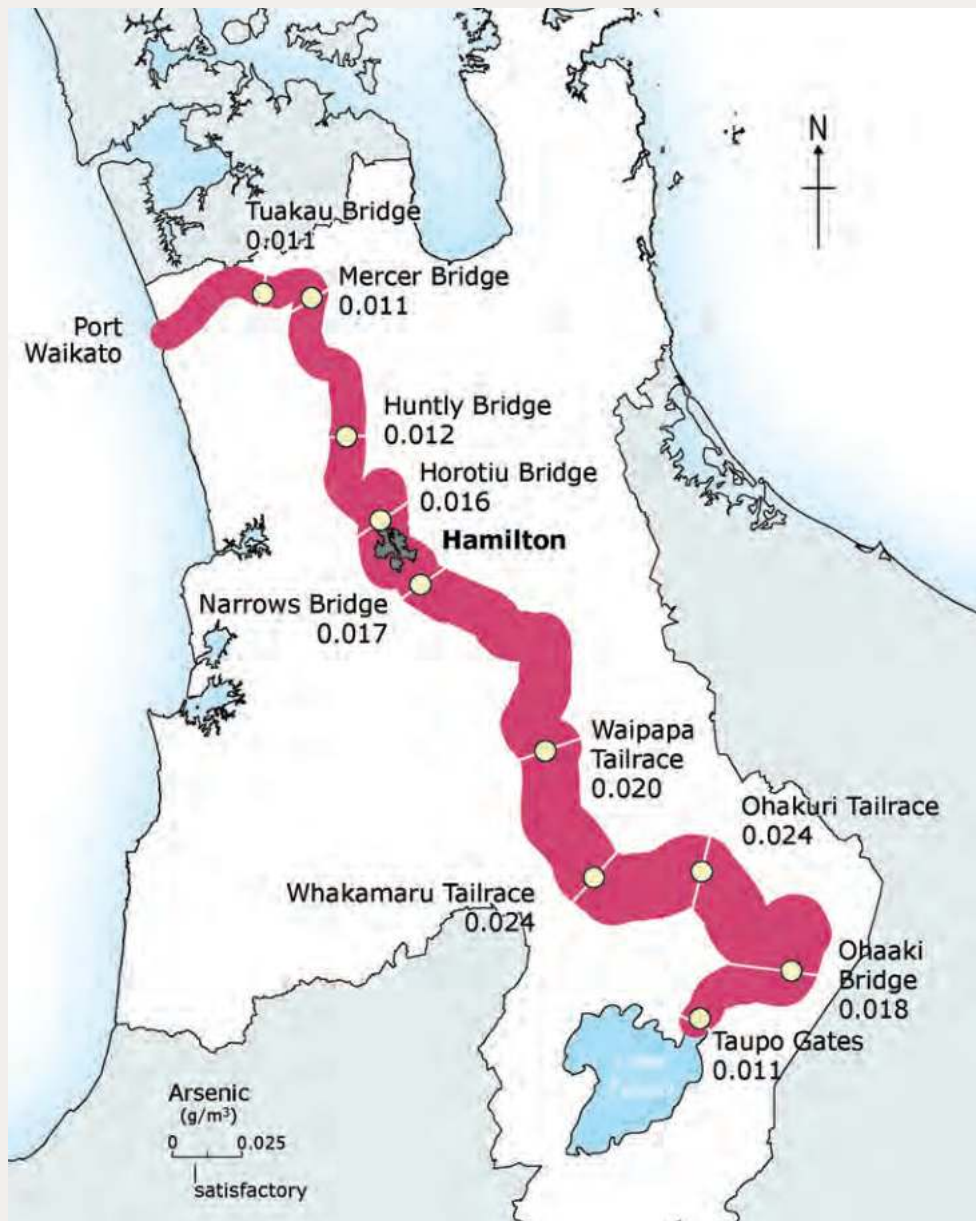 N
Tuakau Bridge
0.011
Mercer Bridge
0.011
Port
Waikato
Huntly Bridge
0.012
Horotiu Bridge
0.016
Hamilton
Narrows Bridge
0.017
Waipapa
Tailrace
0.020
Ohakuri Tailrace
0.024
Whakamaru Tailrace
0.024
Ohaaki
Bridge
0.018
Taupo Gates
0.011
Arsenic
(g/m³)
0 0.025
satisfactory